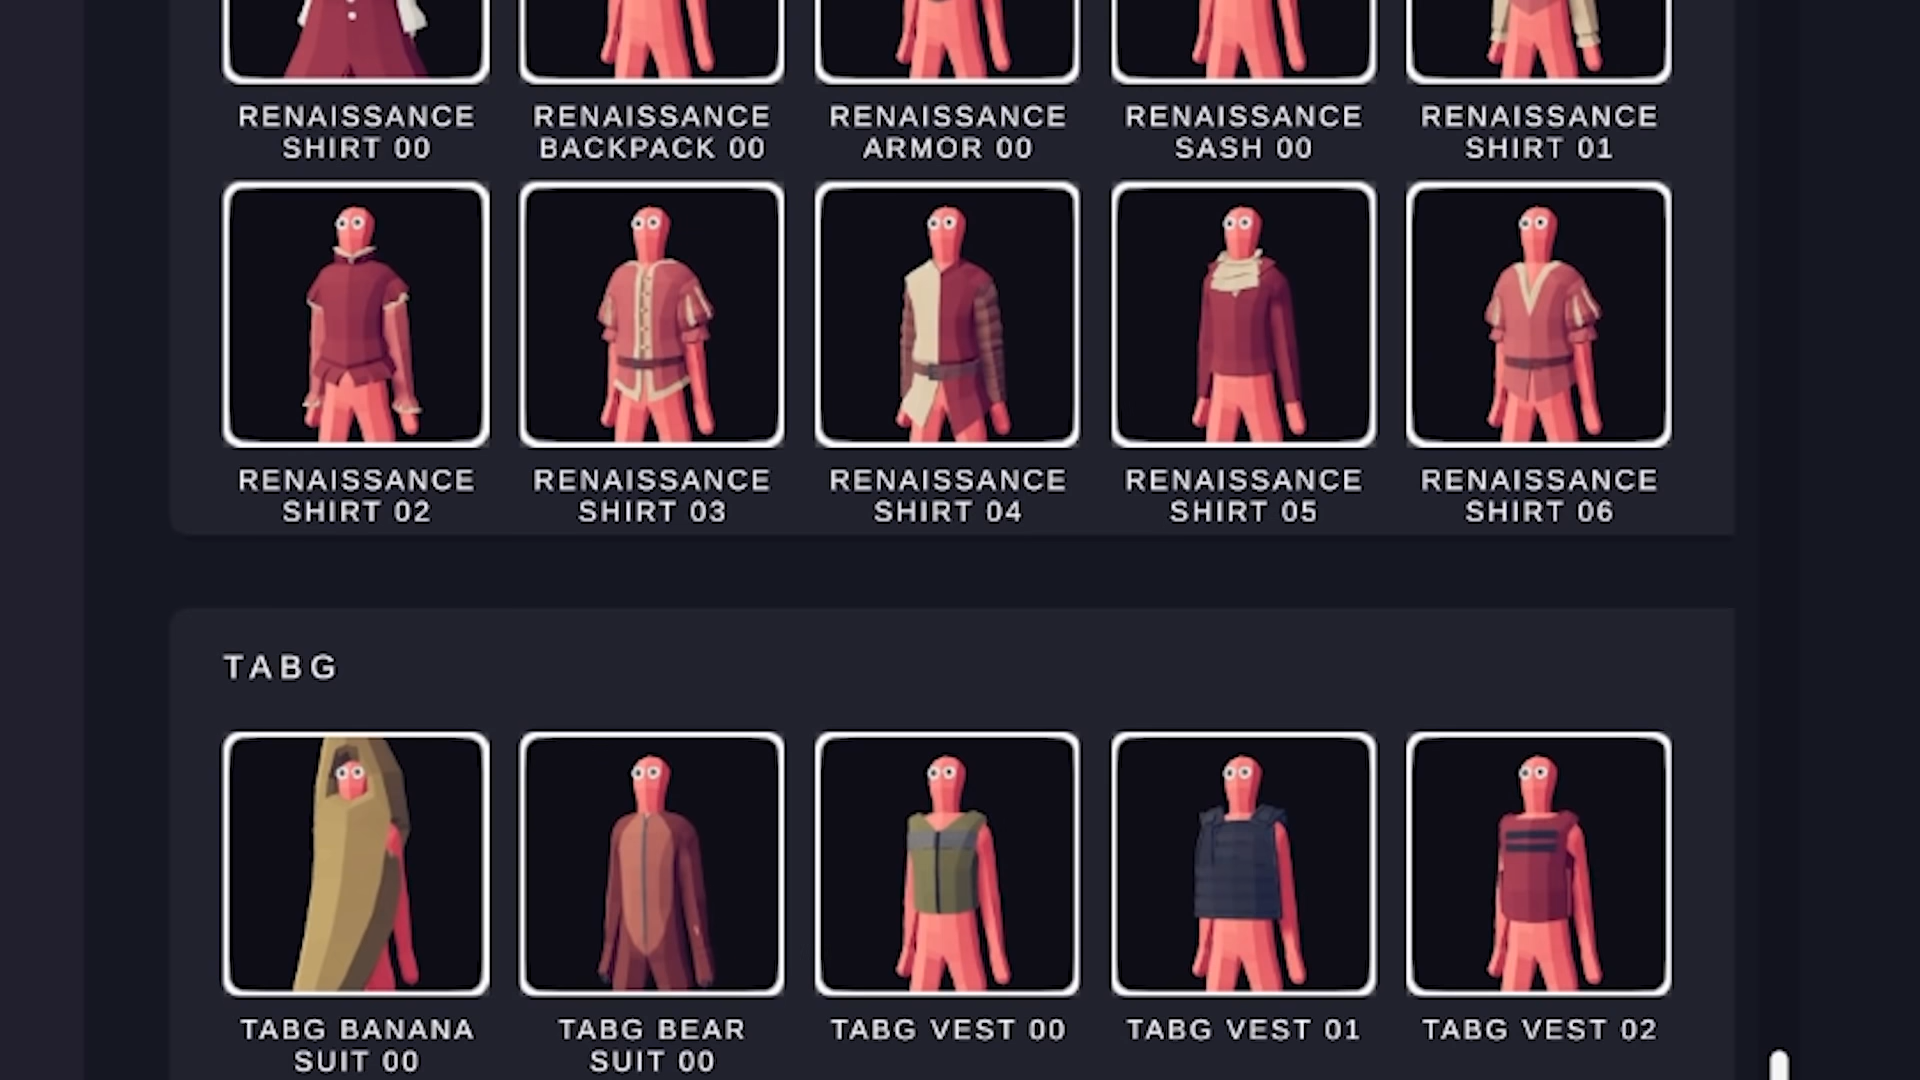 RENAISSANCE
SHIRT 00
RENAISSANCE
BACKPACK 00
RENAISSANCE
ARMOR 00
RENAISSANCE
SASH 00
RENAISSANCE
SHIRT 01
RENAISSANCE
SHIRT 02
RENAISSANCE
SHIRT 03
RENAISSANCE
SHIRT 04
RENAISSANCE
SHIRT 05
RENAISSANCE
SHIRT 06
TABG
TABG BANANA
SUIT 00
TABG BEAR
SUIT 00
TABG VEST 00
TABG VEST 01
TABG VEST 02